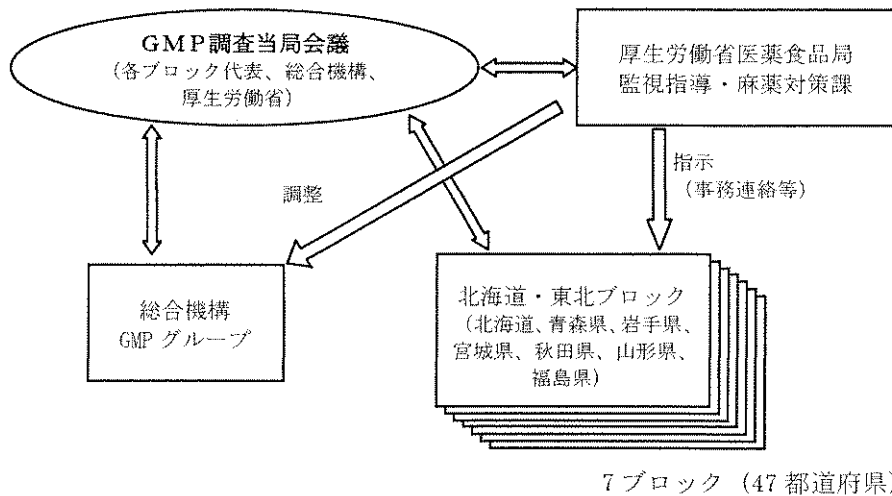 GMP調査当局会議
(各ブロック代表、総合機構、
厚生労働省)
厚生労働省医薬食品局
監視指導・麻薬対策課
指示
(事務連絡等)
調整
総合機構
GMP グループ
北海道・東北ブロック
(北海道、青森県、岩手県、
宮城県、秋田県、山形県、
福島県)
7ブロック (47都道府県)